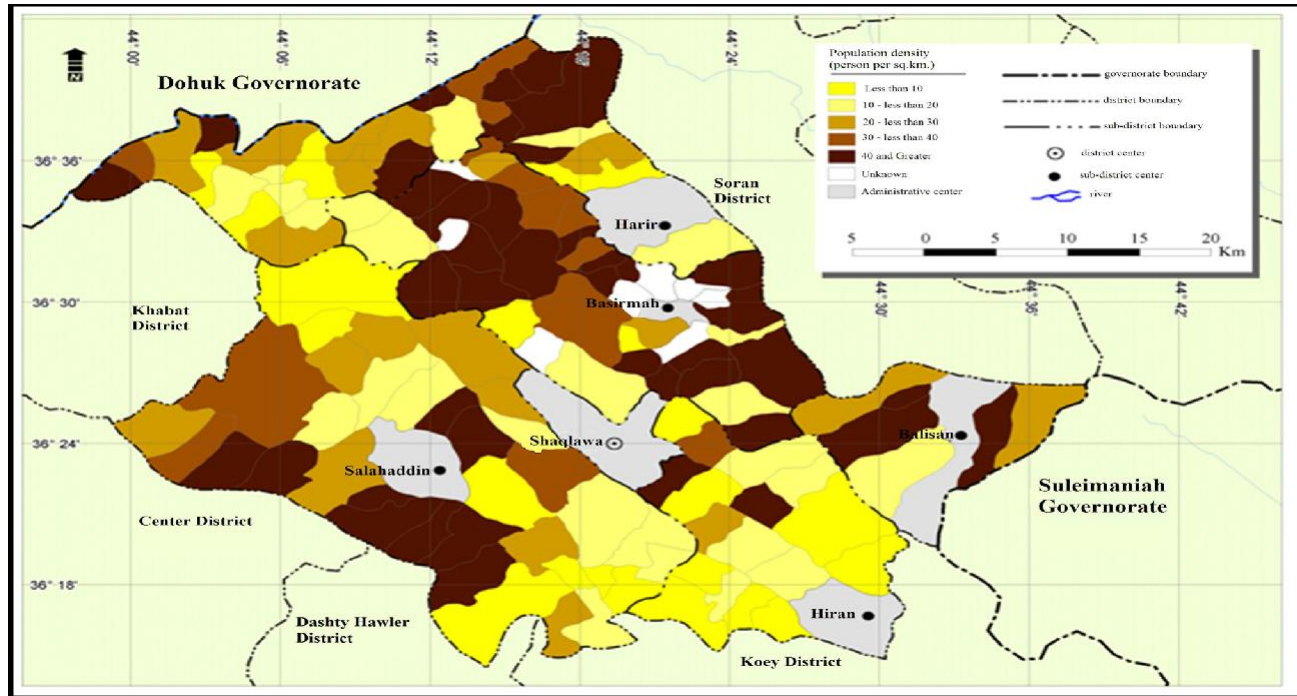 44° 00'
44° 06'
44° 12'
44° 24'
Dohuk Governorate
N
Population density
(person per sq.km.)
Less than 10
10 - less than 20
20 - less than 30
30 - less than 40
40 and Greater
Unknown
Administrative center
governorate boundary
district boundary
sub-district boundary
district center
sub-district center
river
5 0 5 10 15 20
Km
36° 36'
Soran
District
Harir
36° 30'
Basirmah
Khabat
District
44° 30'
44° 36'
44° 42'
36° 24'
Shaqlawa
Balisan
Salahaddin
Suleimaniah
Governorate
Center District
36° 18'
Hiran
Dashty Hawler
District
Koey District